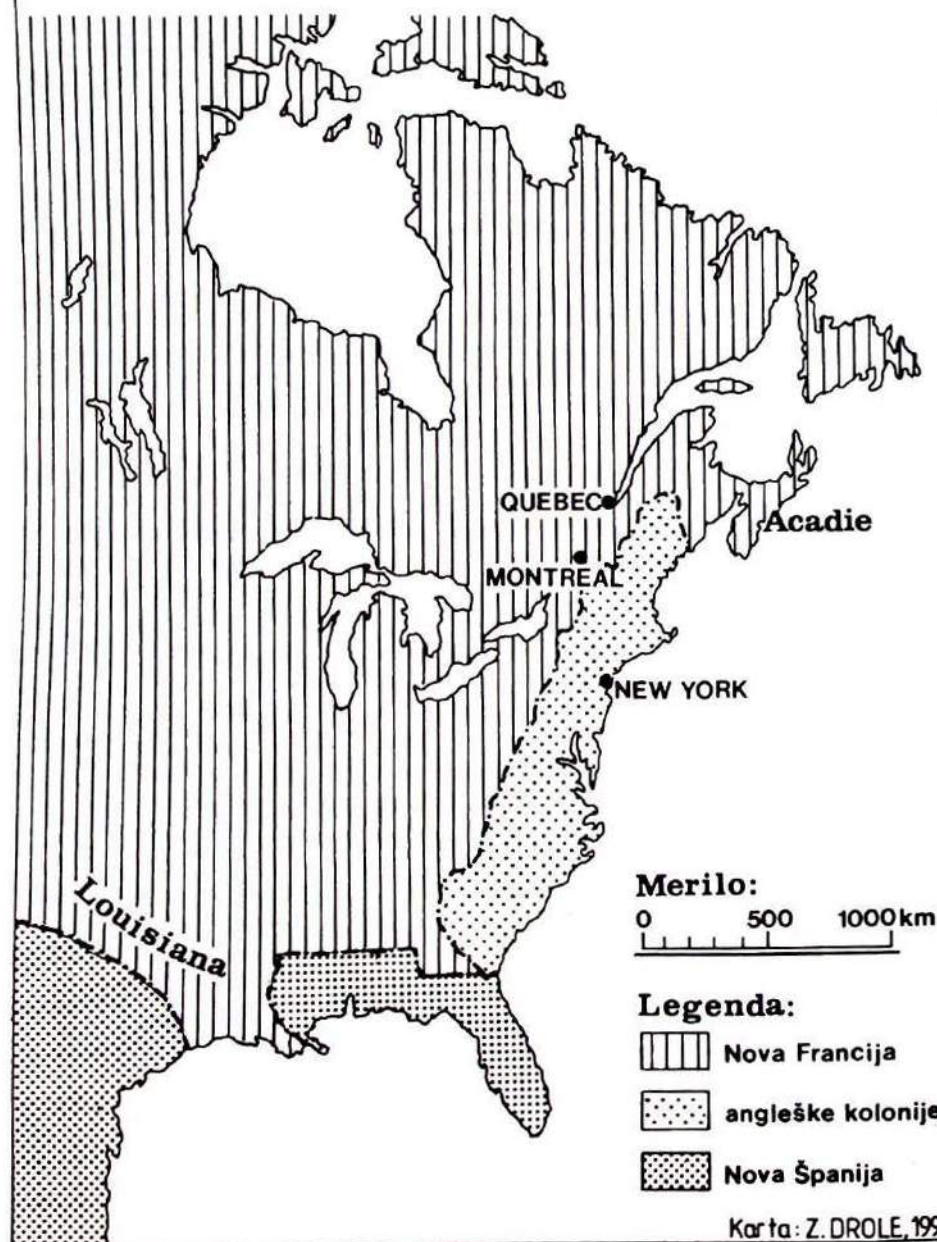 QUEBEC
Acadie
MONTREAL
NEW YORK
Louisiana
Merilo:
0 500 1000 km
Legenda:
Nova Francija
angleške kolonije
Nova Španija
Karta: Z. DROLE, 199